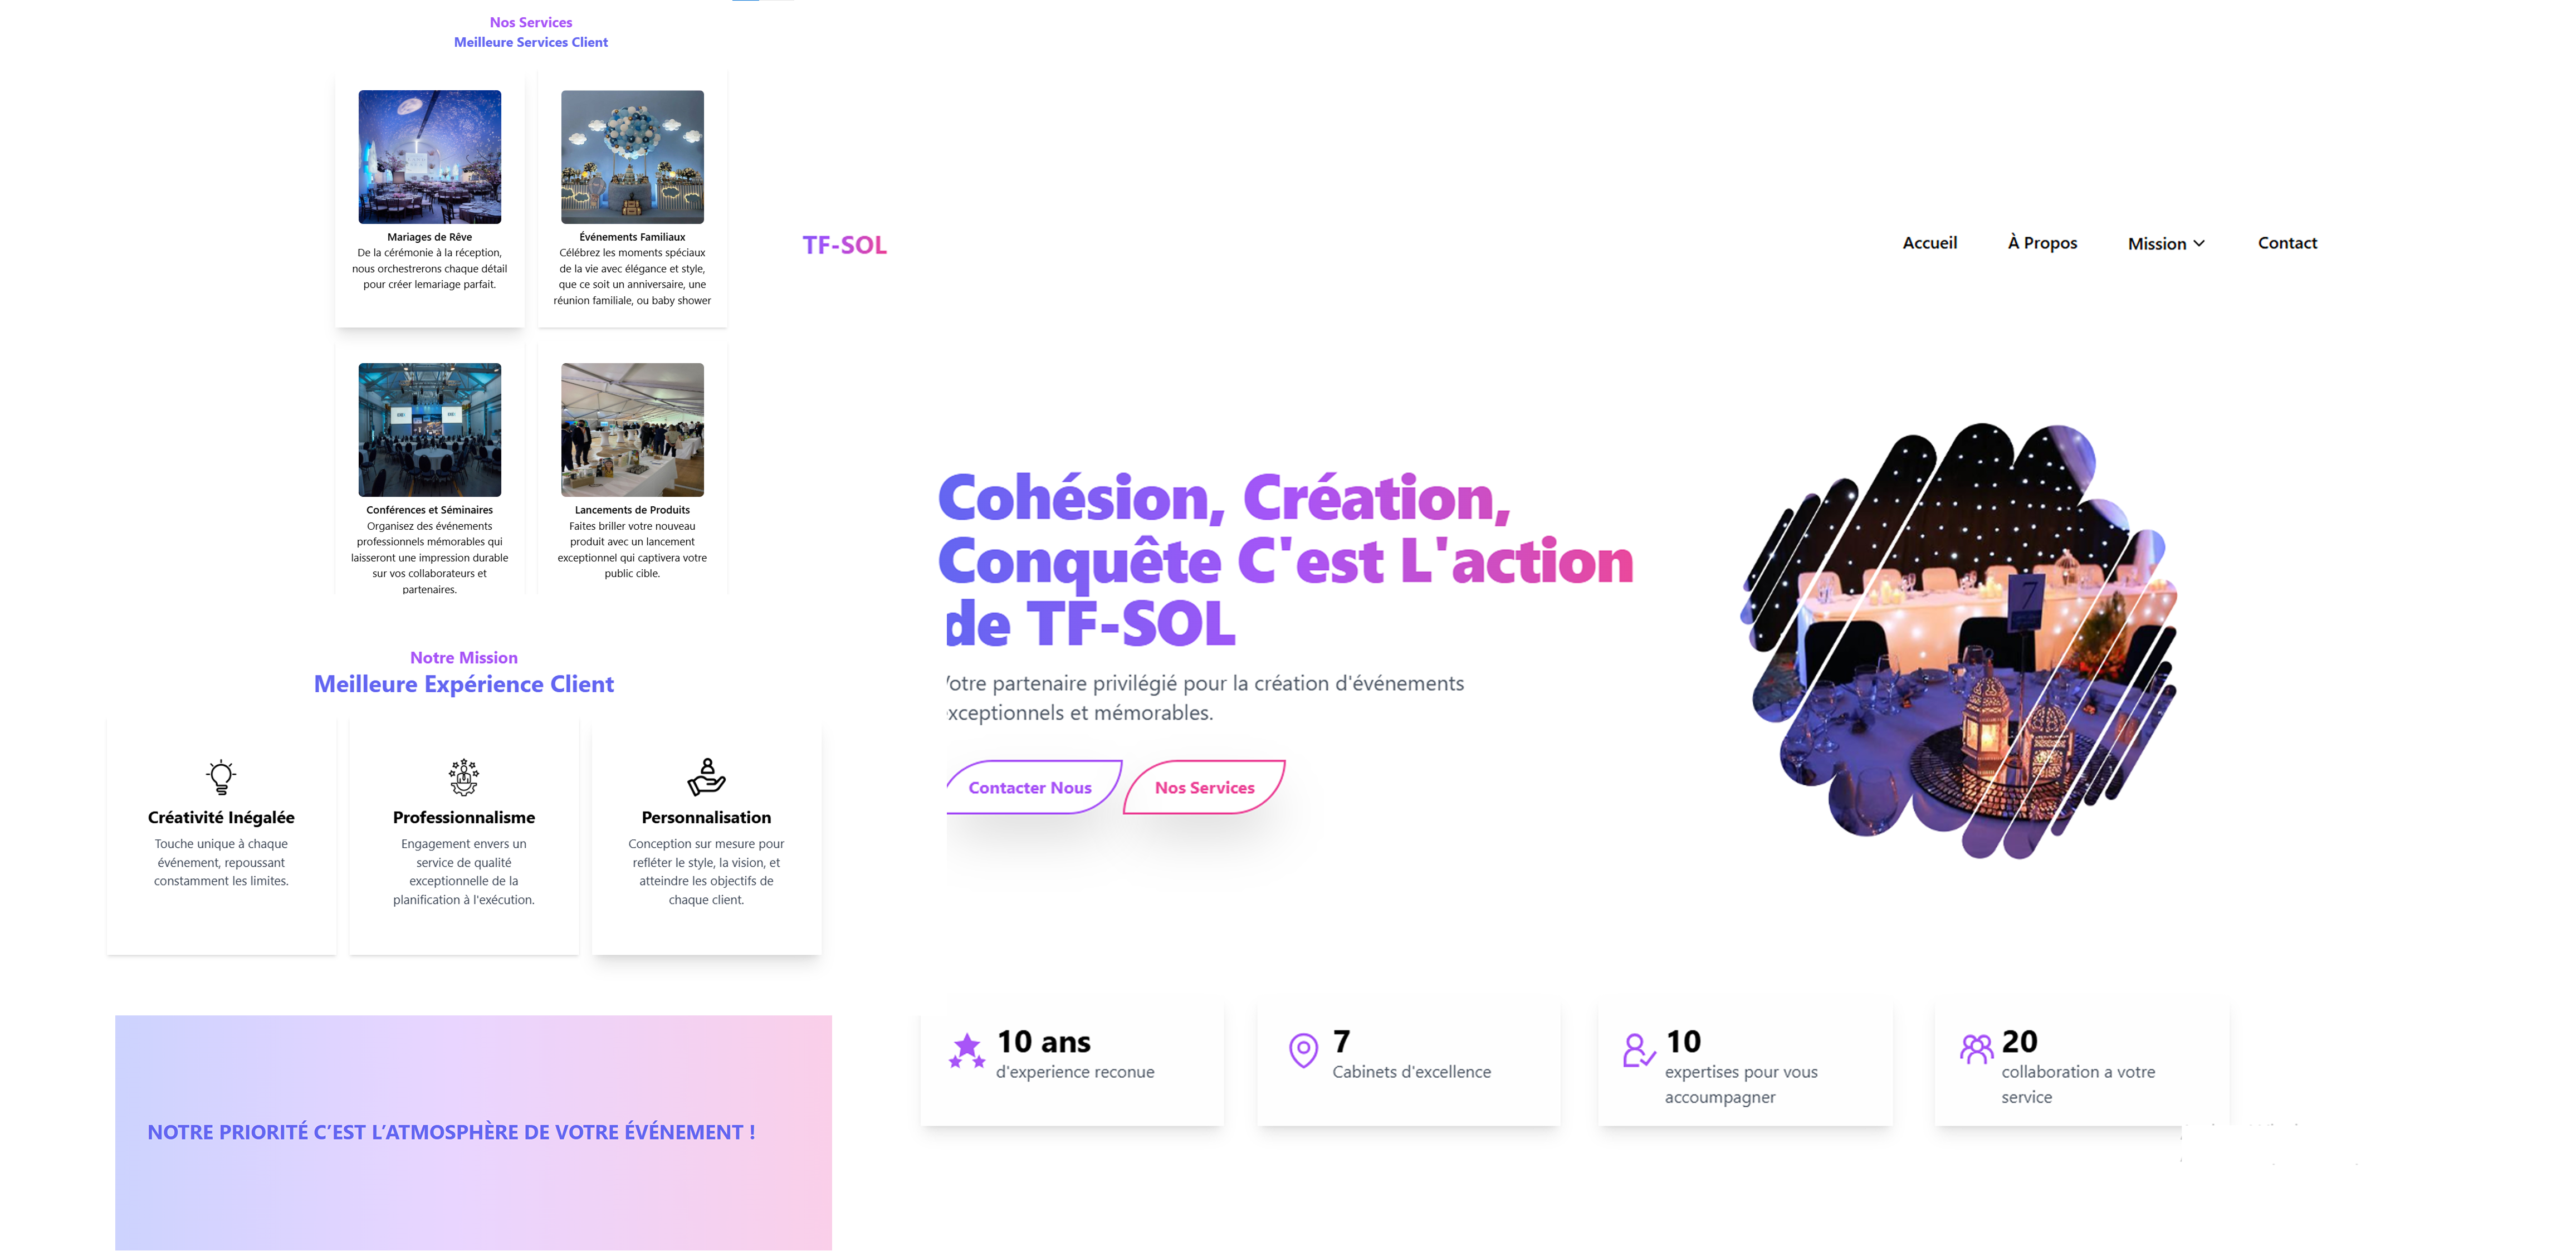 Nos Services
Meilleure Services Client
Mariages de Rêve
De la cérémonie à la réception,
nous orchestrerons chaque détail
pour créer lemariage parfait.
Événements Familiaux
Célébrez les moments spéciaux
de la vie avec élégance et style,
que ce soit un anniversaire, une
réunion familiale, ou baby shower
Conférences et Séminaires
Organisez des événements
professionnels mémorables qui
laisseront une impression durable
sur vos collaborateurs et
partenaires.
Lancements de Produits
Faites briller votre nouveau
produit avec un lancement
exceptionnel qui captivera votre
public cible.
Notre Mission
Meilleure Expérience Client
Créativité Inégalée
Touche unique à chaque
événement, repoussant
constamment les limites.
Professionnalisme
Engagement envers un
service de qualité
exceptionnelle de la
planification à l'exécution.
Personnalisation
Conception sur mesure pour
refléter le style, la vision, et
atteindre les objectifs de
chaque client.
NOTRE PRIORITÉ C’EST L’ATMOSPHÈRE DE VOTRE ÉVÉNEMENT !
TF-SOL
Accueil
À Propos
Mission
Contact
Cohésion, Création,
Conquête C'est L'action
de TF-SOL
otre partenaire privilégié pour la création d'événements
xceptionnels et mémorables.
Contacter Nous
Nos Services
7
10 ans
d'experience reconue
7
Cabinets d'excellence
10
expertises pour vous
accoumpagner
20
collaboration a votre
service